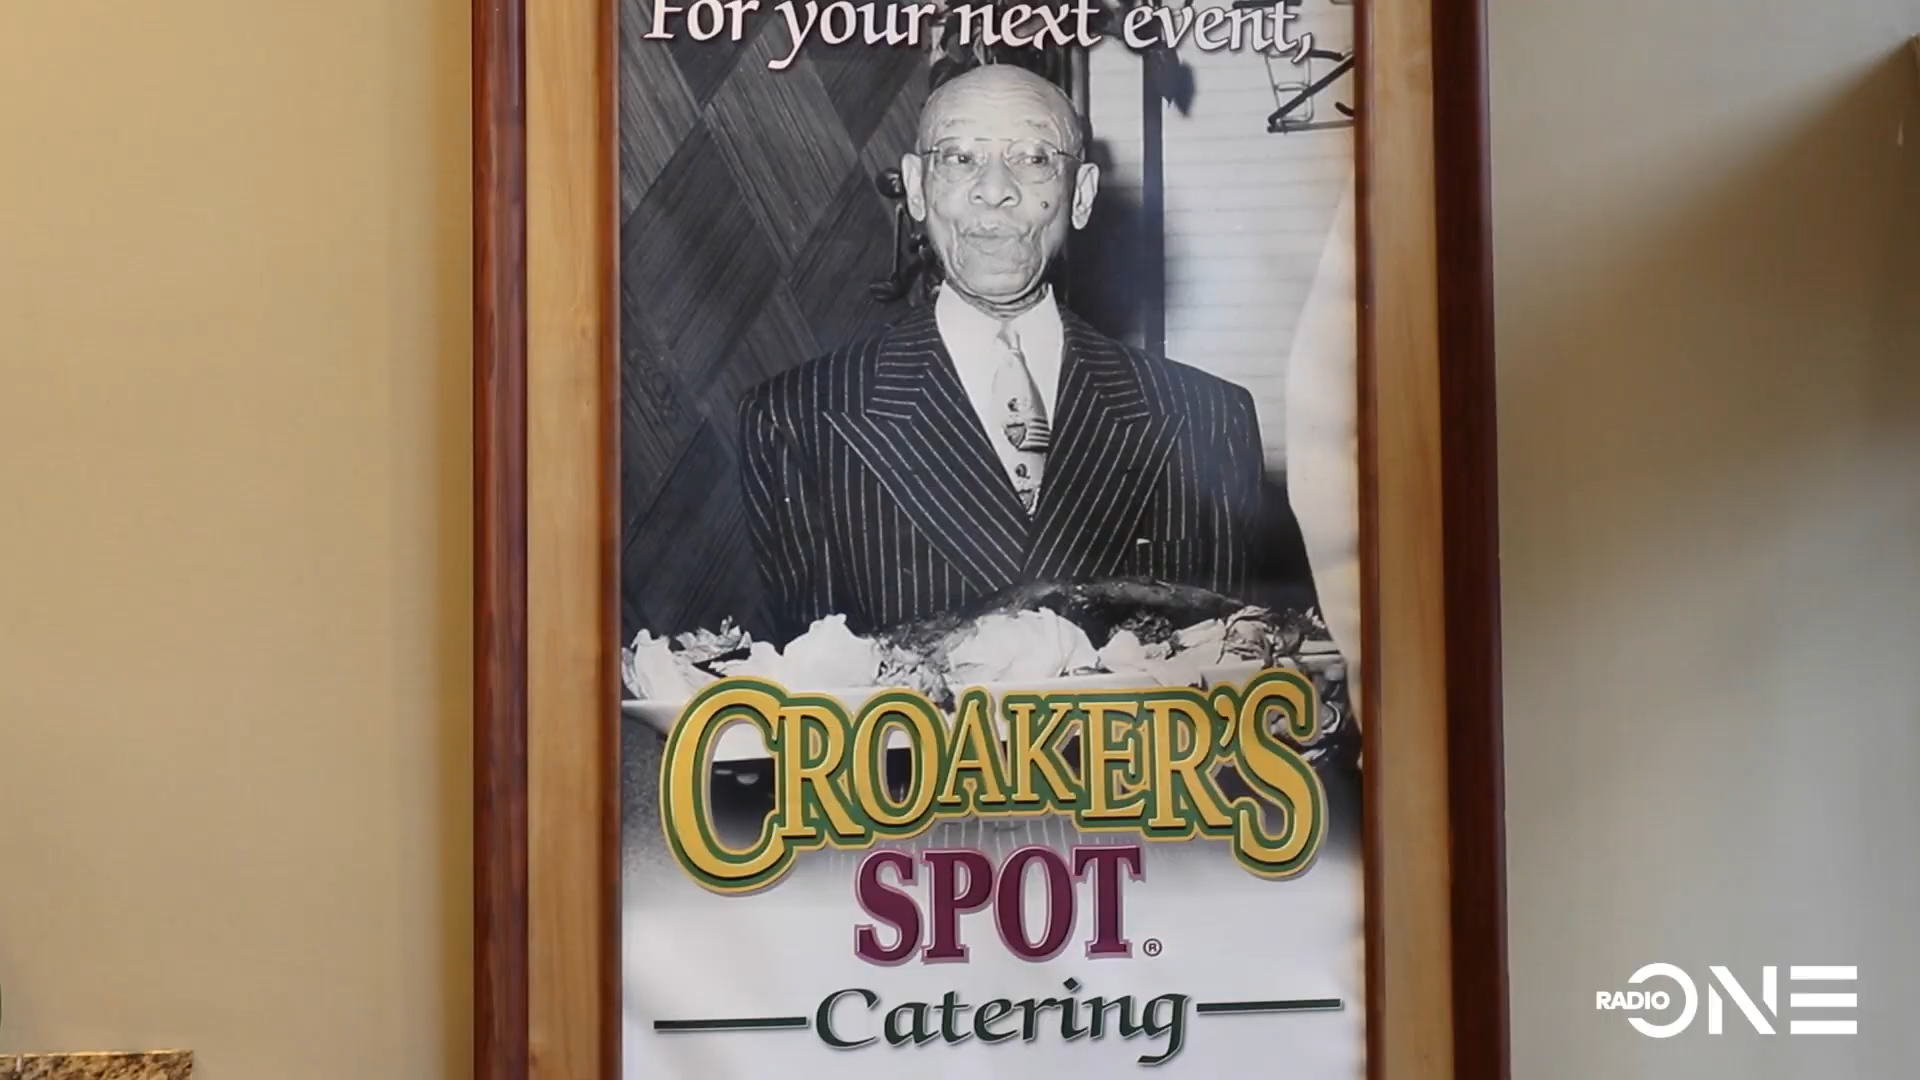 For your next event,
CROAKER'S
SPOT®
Catering
RADIO ONE